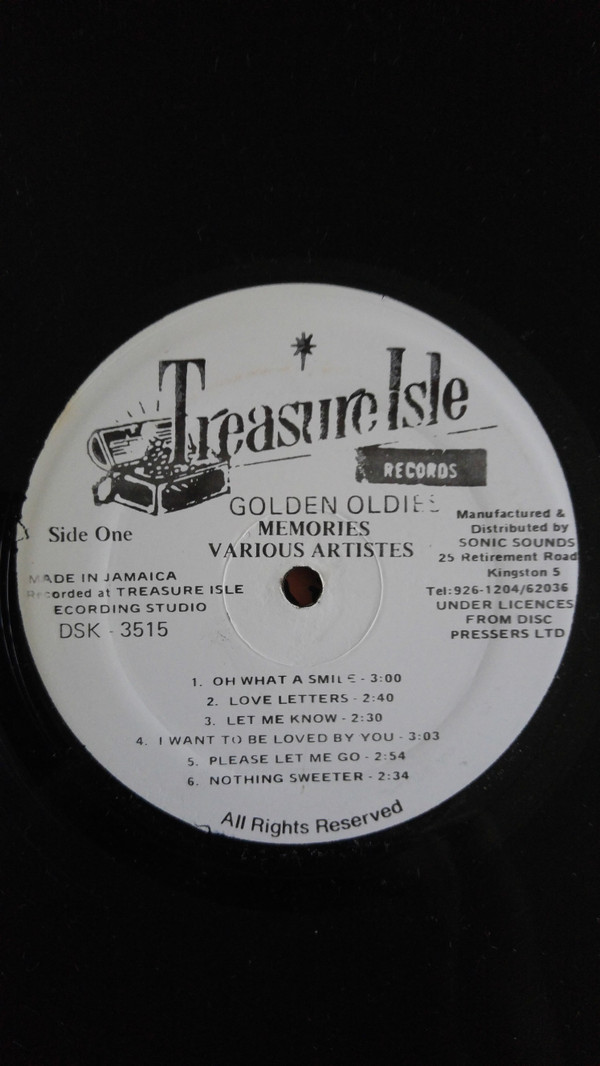 Treasure Isle
RECORDS
GOLDEN OLDIES
MEMORIES
VARIOUS ARTISTES
Side One
MADE IN JAMAICA
Recorded at TREASURE ISLE
ECORDING STUDIO
DSK - 3515
Manufactured &
Distributed by
SONIC SOUNDS
25 Retirement Road
Kingston 5
Tel:926-1204/62036
UNDER LICENCES
FROM DISC
PRESSERS LTD
1. OH WHAT A SMILE - 3:00
2. LOVE LETTERS - 2:40
3. LET ME KNOW - 2:30
4. I WANT TO BE LOVED BY YOU - 3:03
5. PLEASE LET ME GO - 2:54
6. NOTHING SWEETER - 2:34
All Rights Reserved